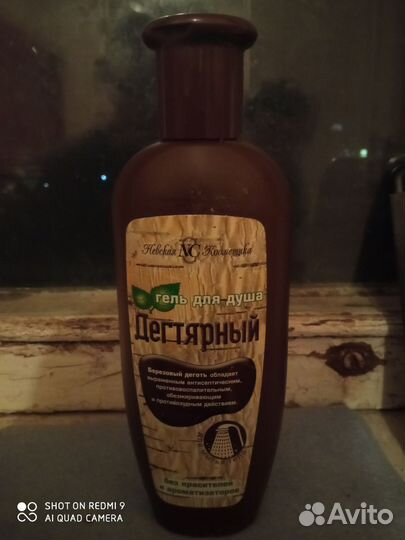 Невская NC Косметика
гель для душа
Дегтярный
Березовый деготь обладает
выраженным антисептическим,
противовоспалительным,
обезжиривающим
и противозудным действием.
без красителей
и ароматизаторов
SHOT ON REDMI 9
AI QUAD CAMERA
Avito